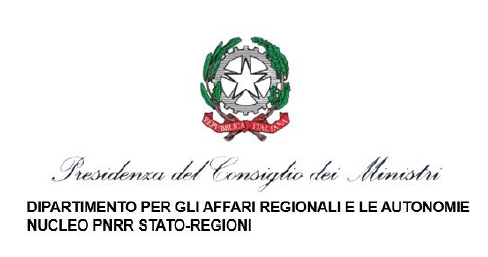 REPVBBLICA ITALIANA
Presidenza del Consiglio dei Ministri
DIPARTIMENTO PER GLI AFFARI REGIONALI E LE AUTONOMIE
NUCLEO PNRR STATO-REGIONI